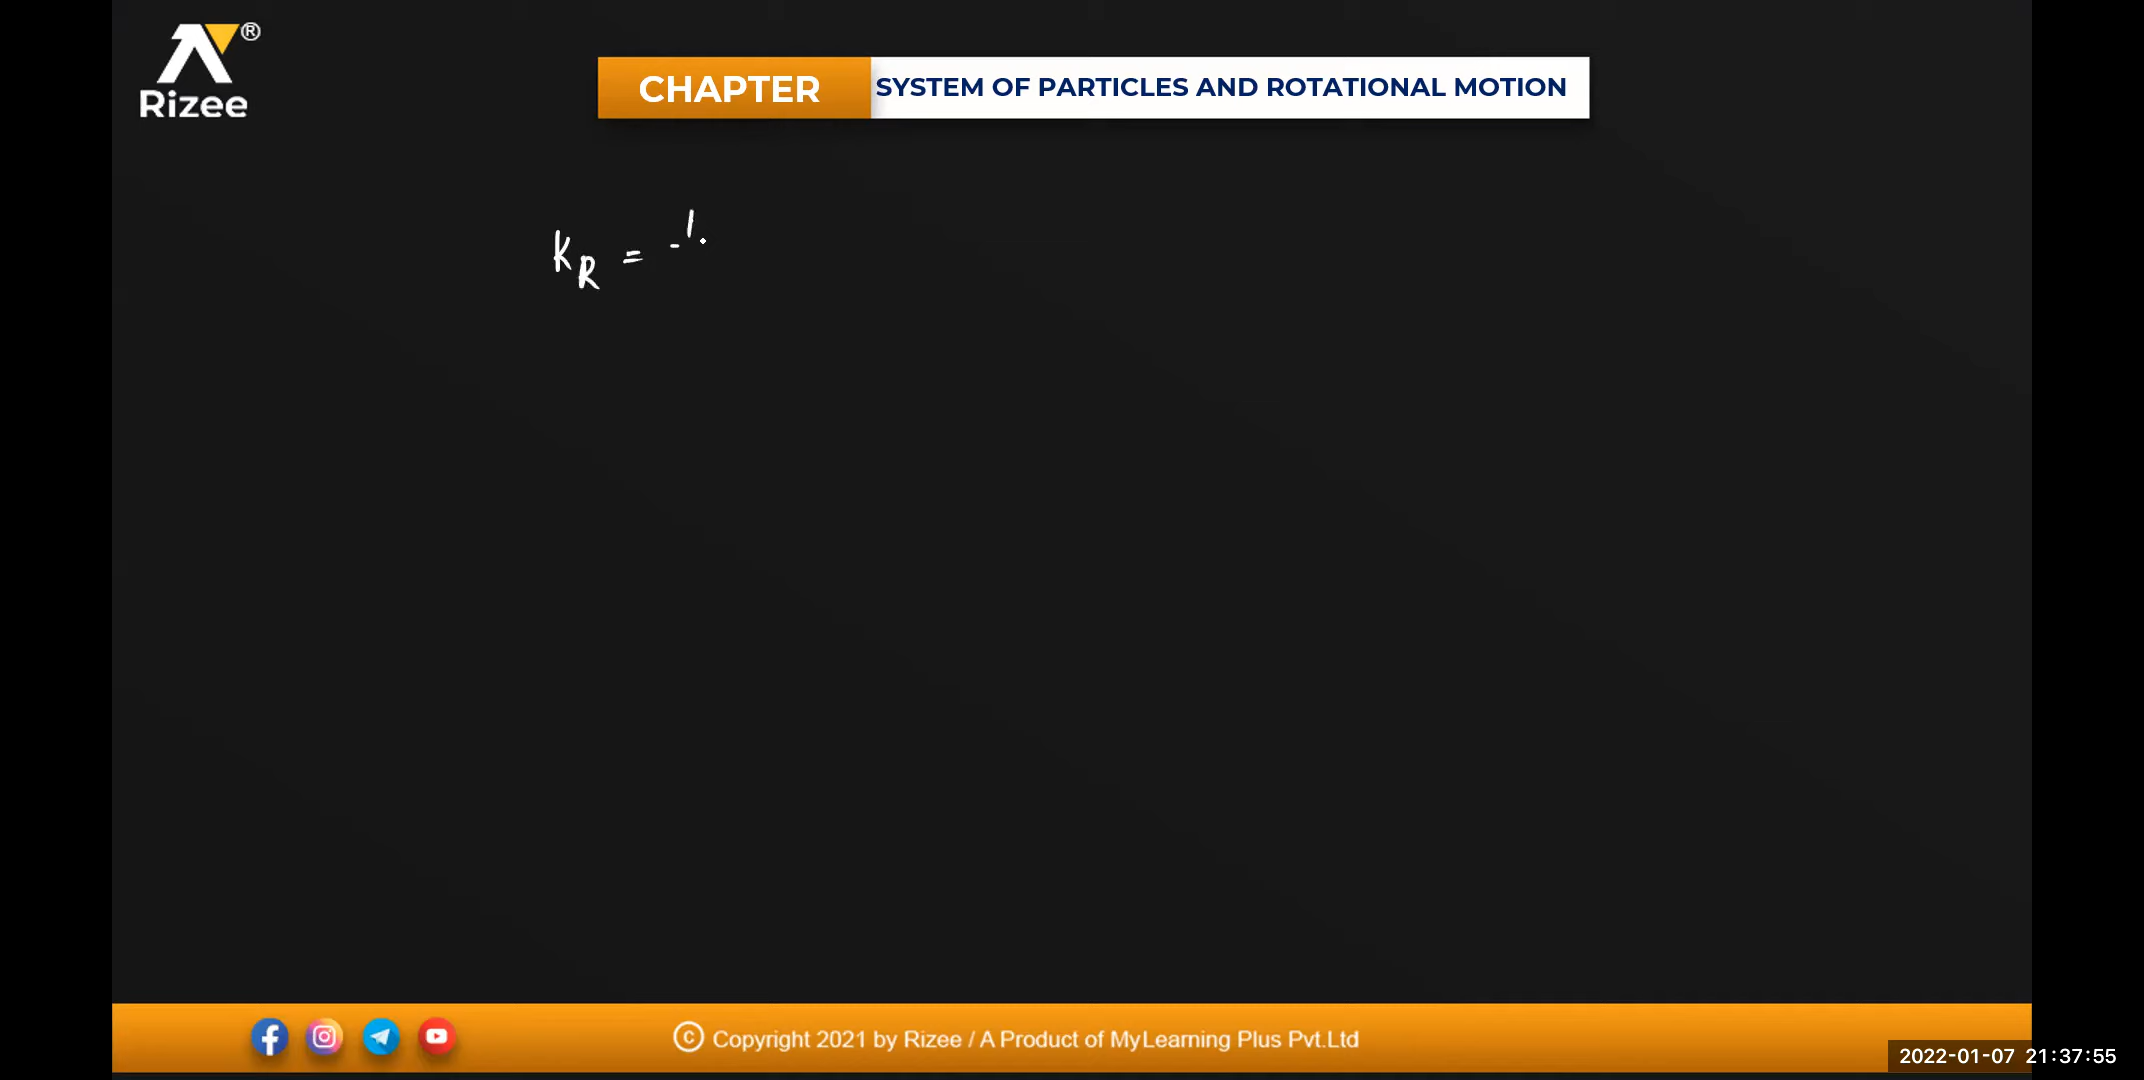 Rizee ®
CHAPTER SYSTEM OF PARTICLES AND ROTATIONAL MOTION
K_R = -1.
© Copyright 2021 by Rizee / A Product of MyLearning Plus Pvt.Ltd
2022-01-07 21:37:55